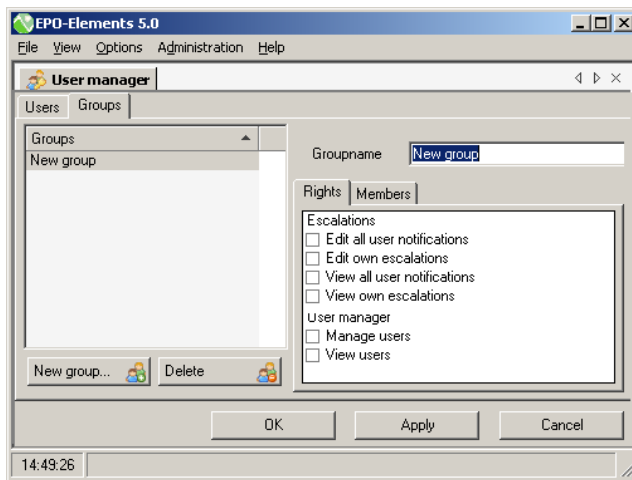 EPO-Elements 5.0
File View Options Administration Help
User manager
Users Groups
Groups
New group
Groupname New group
Rights Members
Escalations
Edit all user notifications
Edit own escalations
View all user notifications
View own escalations
User manager
Manage users
View users
New group... Delete
OK Apply Cancel
14:49:26